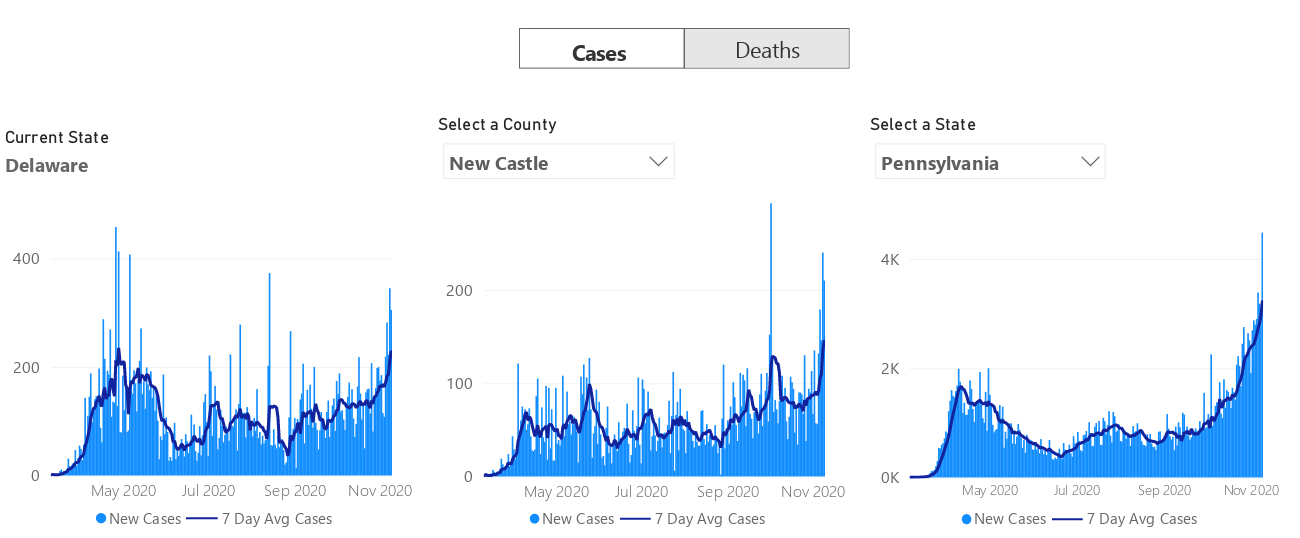 Cases
Deaths
Current State
Delaware
400
200
0
May 2020
Jul 2020
Sep 2020
Nov 2020
New Cases
7 Day Avg Cases
Select a County
New Castle
200
100
0
May 2020
Jul 2020
Sep 2020
Nov 2020
New Cases
7 Day Avg Cases
Select a State
Pennsylvania
4K
2K
0K
May 2020
Jul 2020
Sep 2020
Nov 2020
New Cases
7 Day Avg Cases